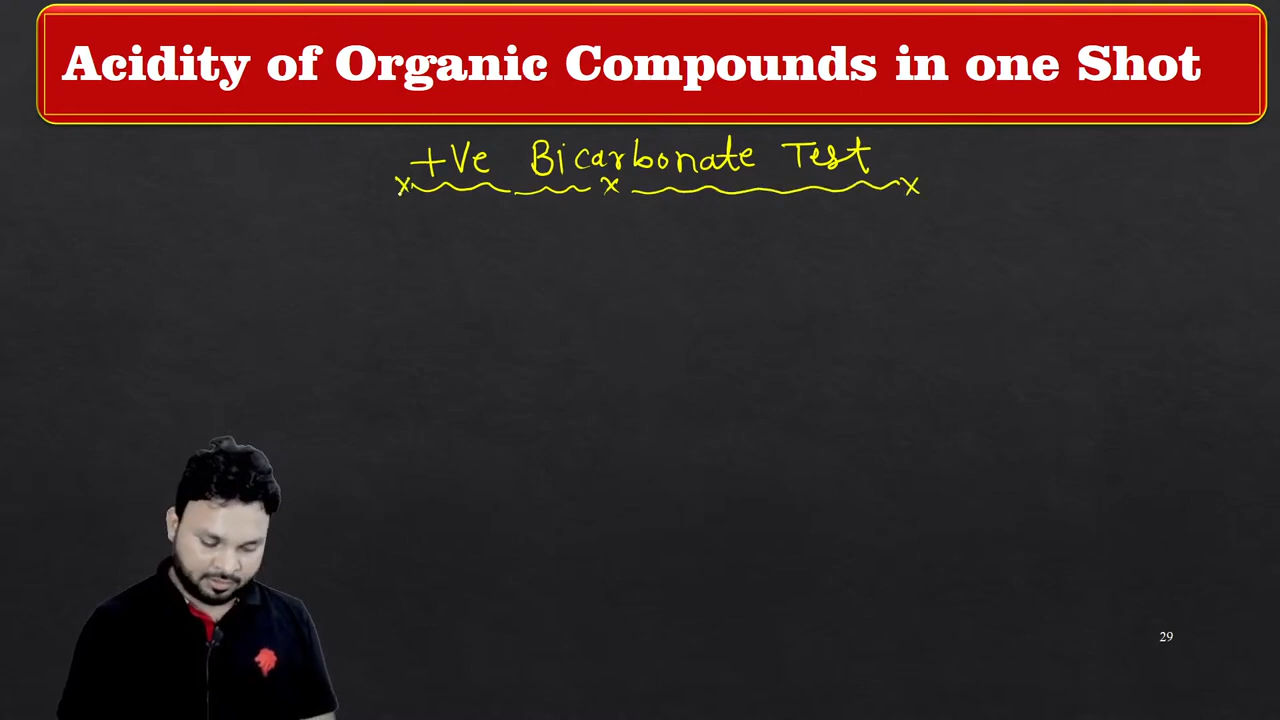 Acidity of Organic Compounds in one Shot
+Ve Bicarbonate Test
29